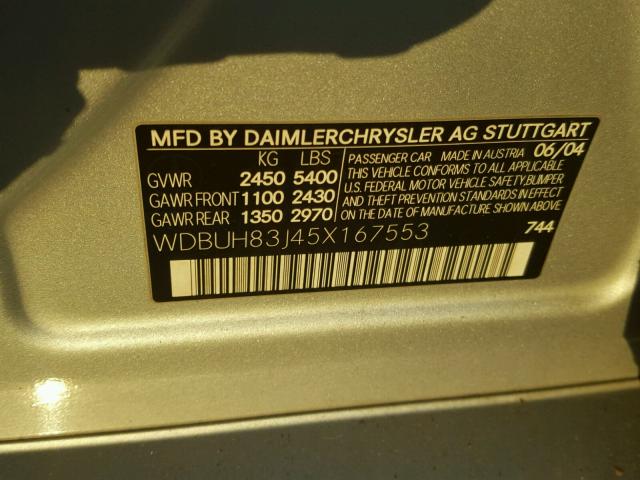 MFD BY DAIMLERCHRYSLER AG STUTTGART
KG LBS
GVWR 2450 5400
GAWR FRONT 1100 2430
GAWR REAR 1350 2970
PASSENGER CAR MADE IN AUSTRIA 06/04
THIS VEHICLE CONFORMS TO ALL APPLICABLE
U.S. FEDERAL MOTOR VEHICLE SAFETY, BUMPER
AND THEFT PREVENTION STANDARDS IN EFFECT
ON THE DATE OF MANUFACTURE SHOWN ABOVE.
WDBUH83J45X167553
744